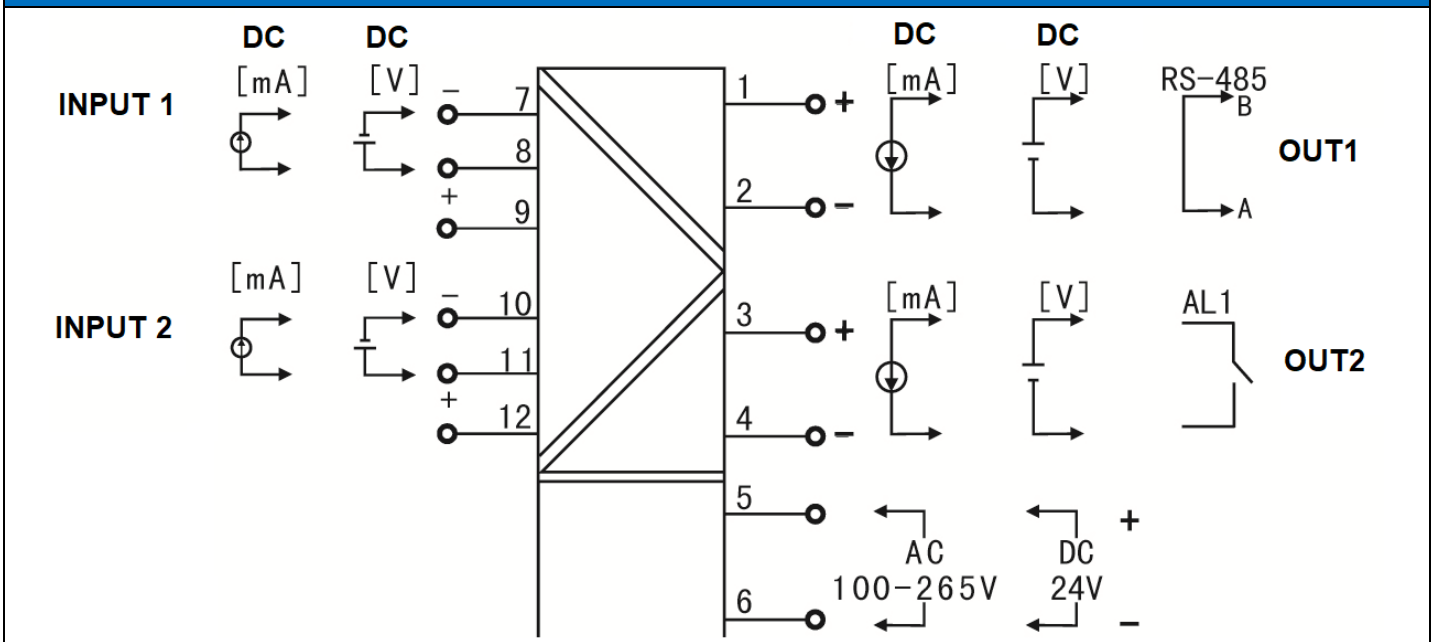 DC DC DC DC
[mA] [V] [mA] [V] RS-485
INPUT 1 − 7 1 + B OUT1
8
+ 9 2 − A
[mA] [V] [mA] [V] AL1
INPUT 2 − 10 3 + OUT2
11
+ 12 4 −
5 +
AC DC
100-265V 24V
6 −